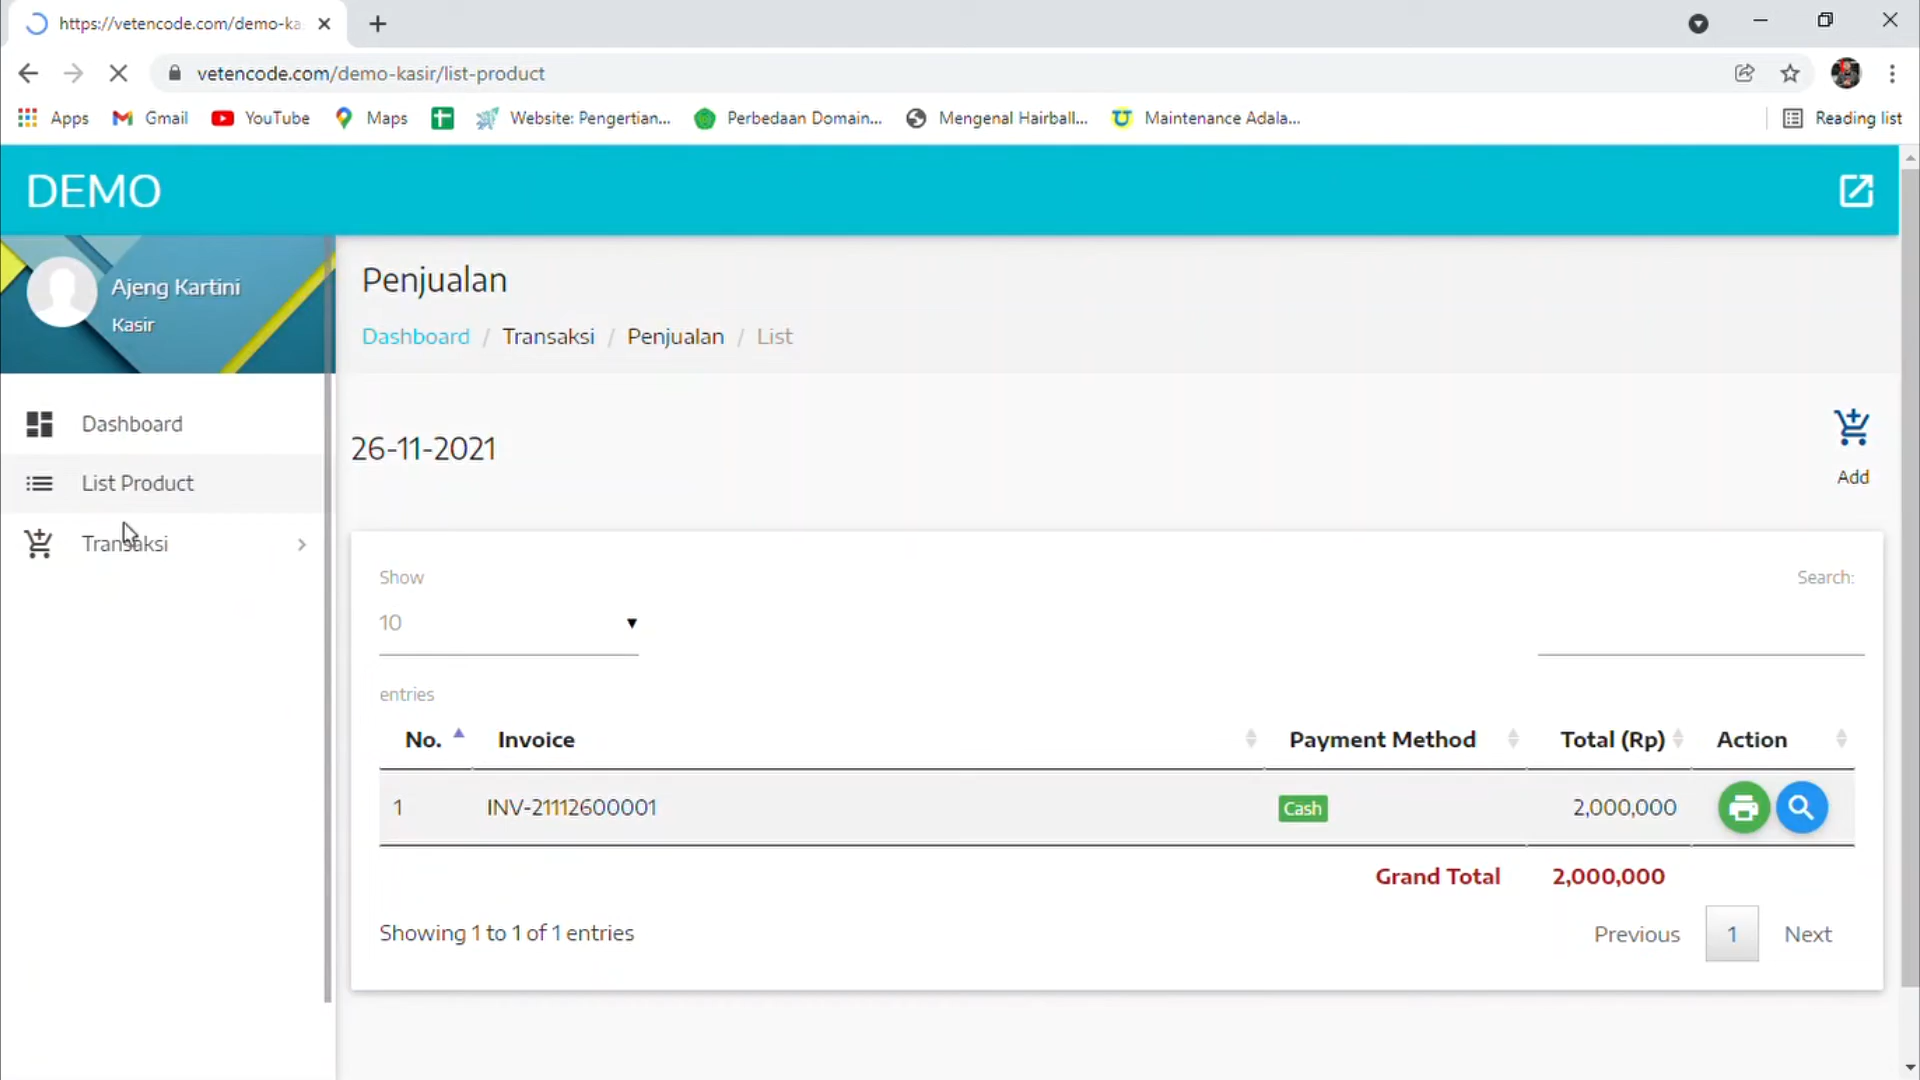 https://vetencode.com/demo-ka
vetencode.com/demo-kasir/list-product
Apps Gmail YouTube Maps Website: Pengertian... Perbedaan Domain... Mengenal Hairball... Maintenance Adala... Reading list
DEMO
Ajeng Kartini
Kasir
Dashboard
List Product
Transaksi
Penjualan
Dashboard / Transaksi / Penjualan / List
26-11-2021
Add
Show
Search:
10
entries
No. Invoice Payment Method Total (Rp) Action
1 INV-21112600001 Cash 2,000,000
Grand Total 2,000,000
Showing 1 to 1 of 1 entries
Previous 1 Next